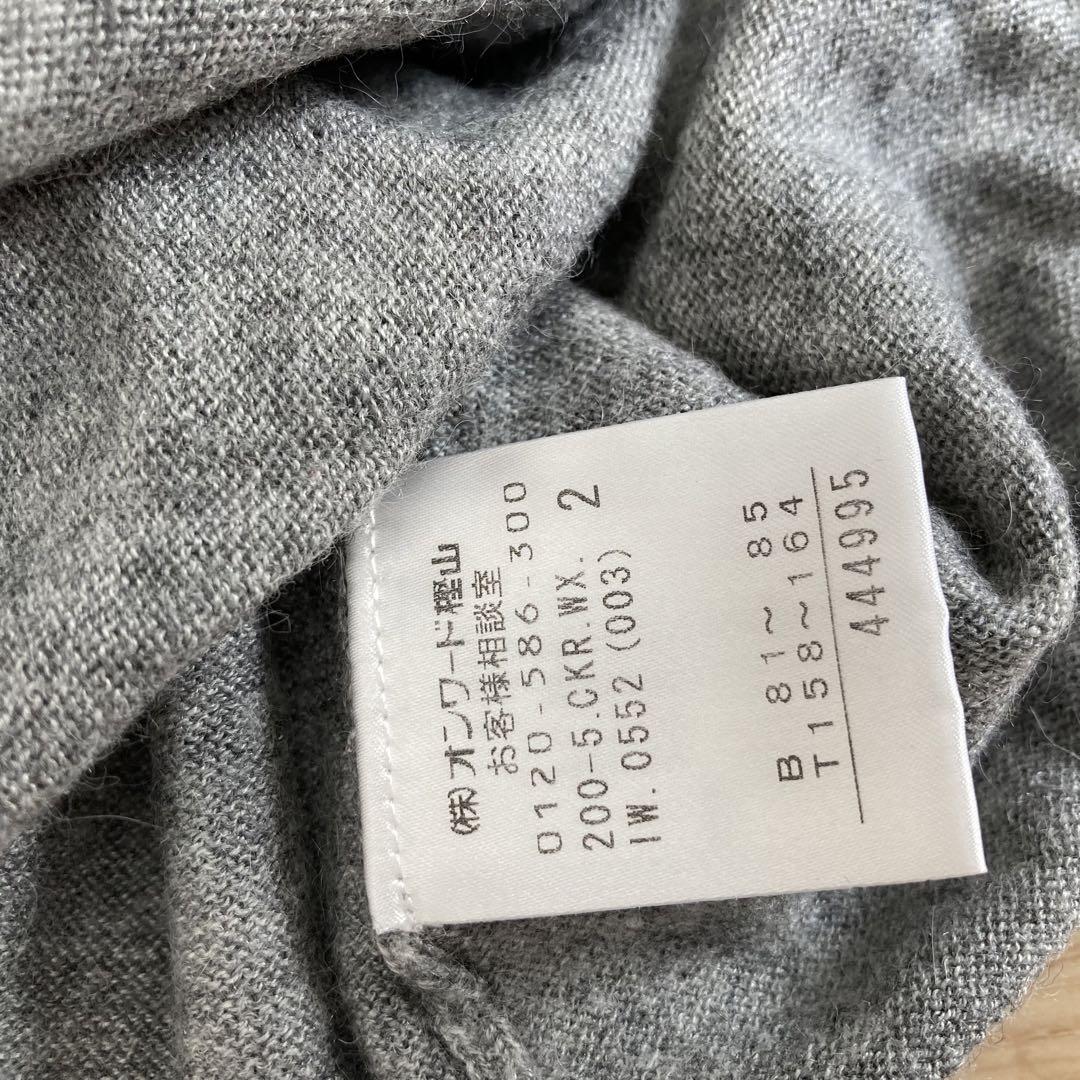 (株)オンワード樫山
お客様相談室
0120-586-300
200-5.CKR.WX. 2
IW.0552(003)
B 81~ 85
T158~164
444995